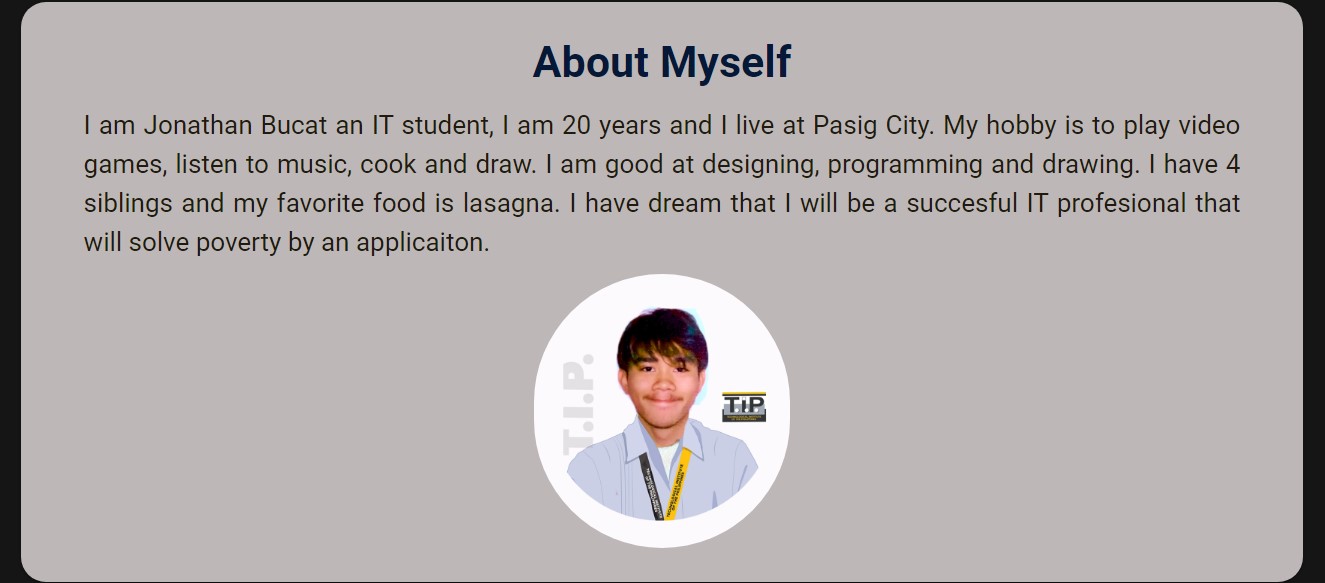 About Myself
I am Jonathan Bucat an IT student, I am 20 years and I live at Pasig City. My hobby is to play video
games, listen to music, cook and draw. I am good at designing, programming and drawing. I have 4
siblings and my favorite food is lasagna. I have dream that I will be a succesful IT profesional that
will solve poverty by an applicaiton.
T.I.P.
T.I.P